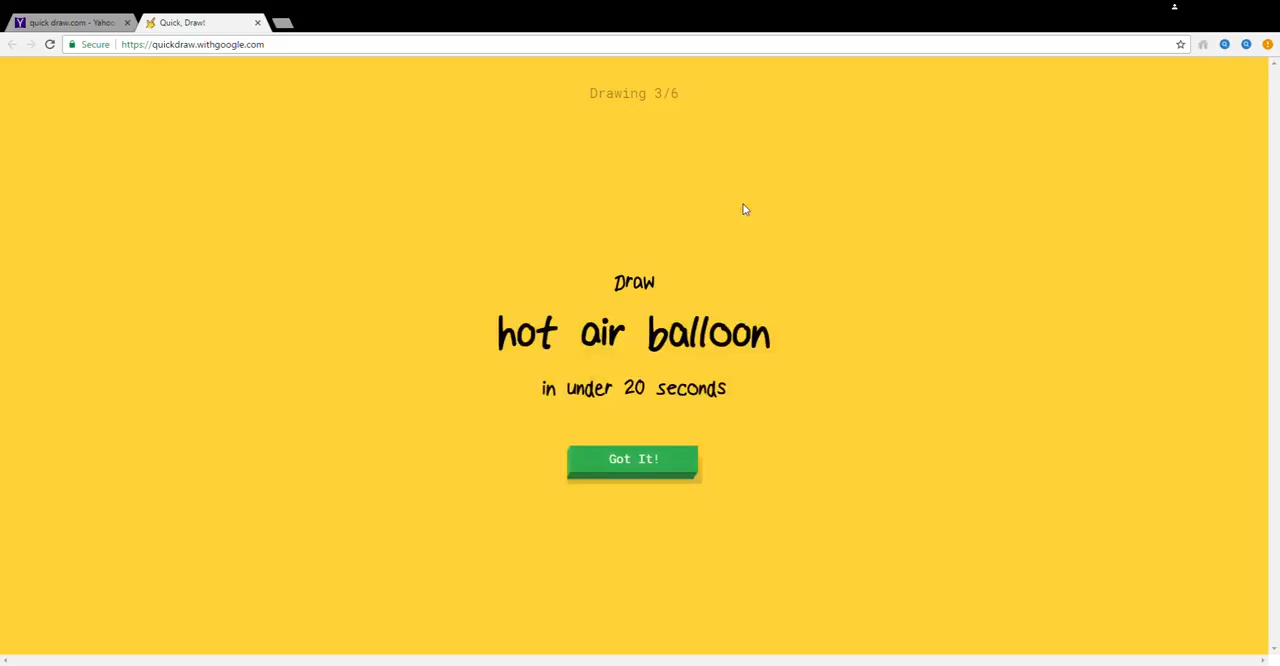 quick draw.com - Yahoo
Quick, Draw!
Secure
https://quickdraw.withgoogle.com
Drawing 3/6
Draw
hot air balloon
in under 20 seconds
Got It!